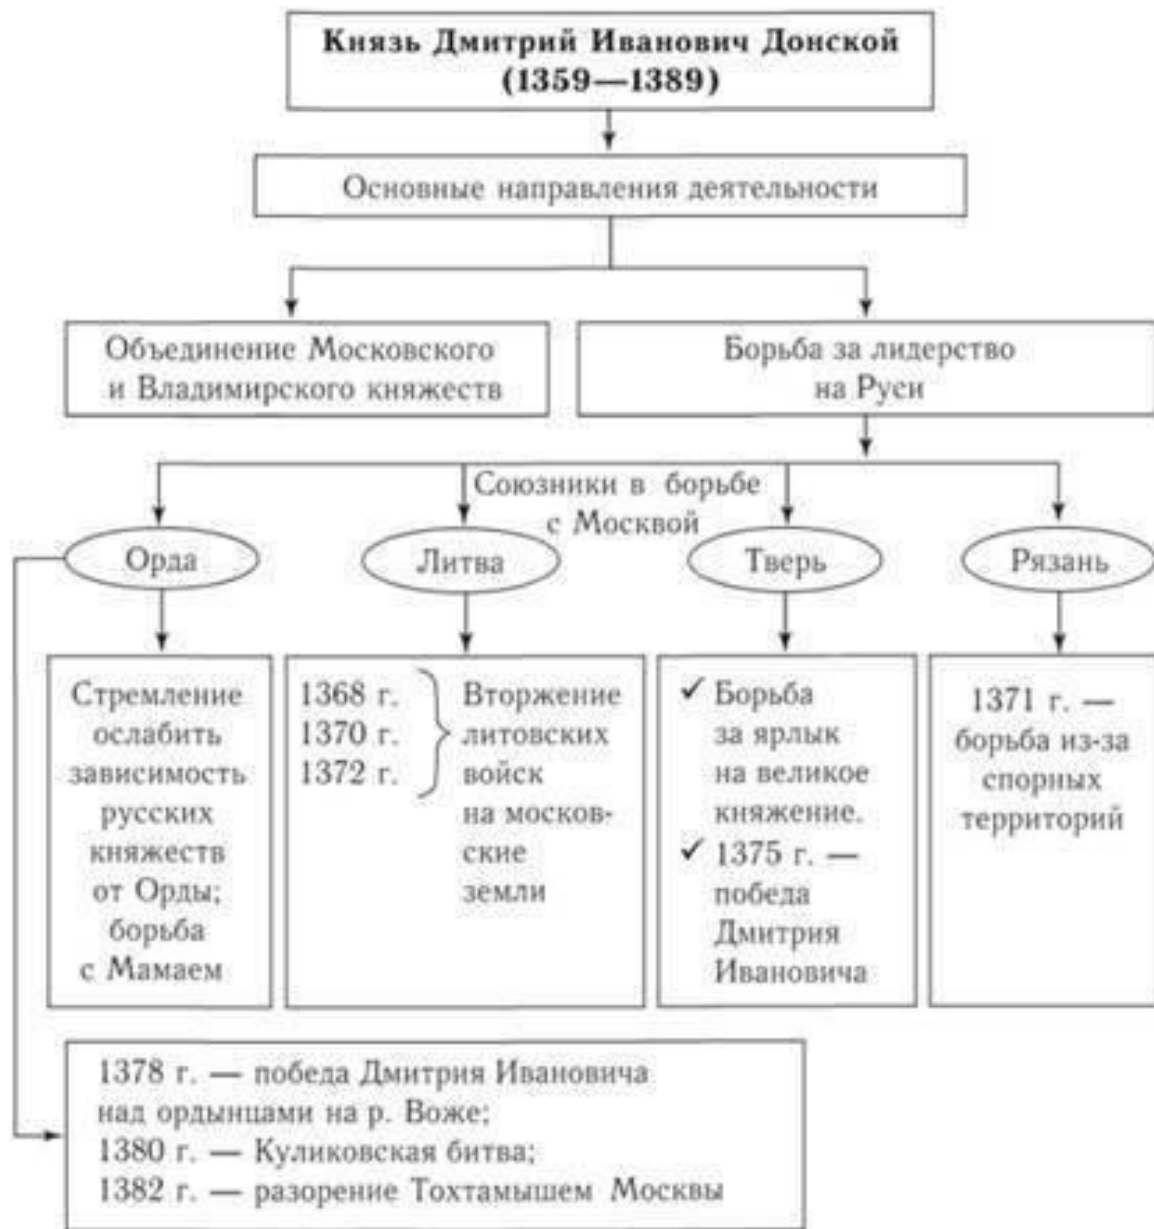 Князь Дмитрий Иванович Донской
(1359—1389)
Основные направления деятельности
Объединение Московского
и Владимирского княжеств
Борьба за лидерство
на Руси
Союзники в борьбе
с Москвой
Орда
Литва
Тверь
Рязань
Стремление
ослабить
зависимость
русских
княжеств
от Орды;
борьба
с Мамаем
1368 г.
1370 г.
1372 г.
Вторжение
литовских
войск
на москов-
ские
земли
✓ Борьба
за ярлык
на великое
княжение.
✓ 1375 г. —
победа
Дмитрия
Ивановича
1371 г. —
борьба из-за
спорных
территорий
1378 г. — победа Дмитрия Ивановича
над ордынцами на р. Воже;
1380 г. — Куликовская битва;
1382 г. — разорение Тохтамышем Москвы